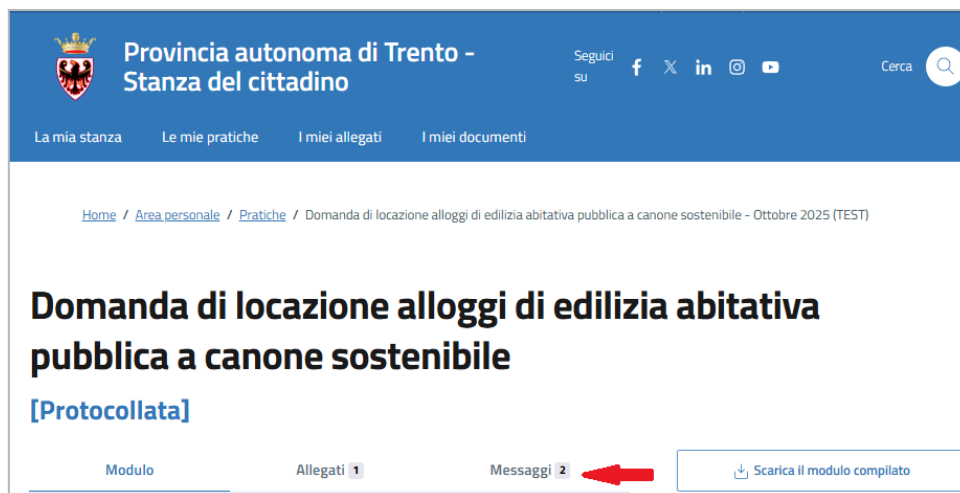 Provincia autonoma di Trento -
Stanza del cittadino
Seguici
su
Cerca
La mia stanza Le mie pratiche I miei allegati I miei documenti
Home / Area personale / Pratiche / Domanda di locazione alloggi di edilizia abitativa pubblica a canone sostenibile - Ottobre 2025 (TEST)
Domanda di locazione alloggi di edilizia abitativa
pubblica a canone sostenibile
[Protocollata]
Modulo Allegati 1 Messaggi 2 Scarica il modulo compilato